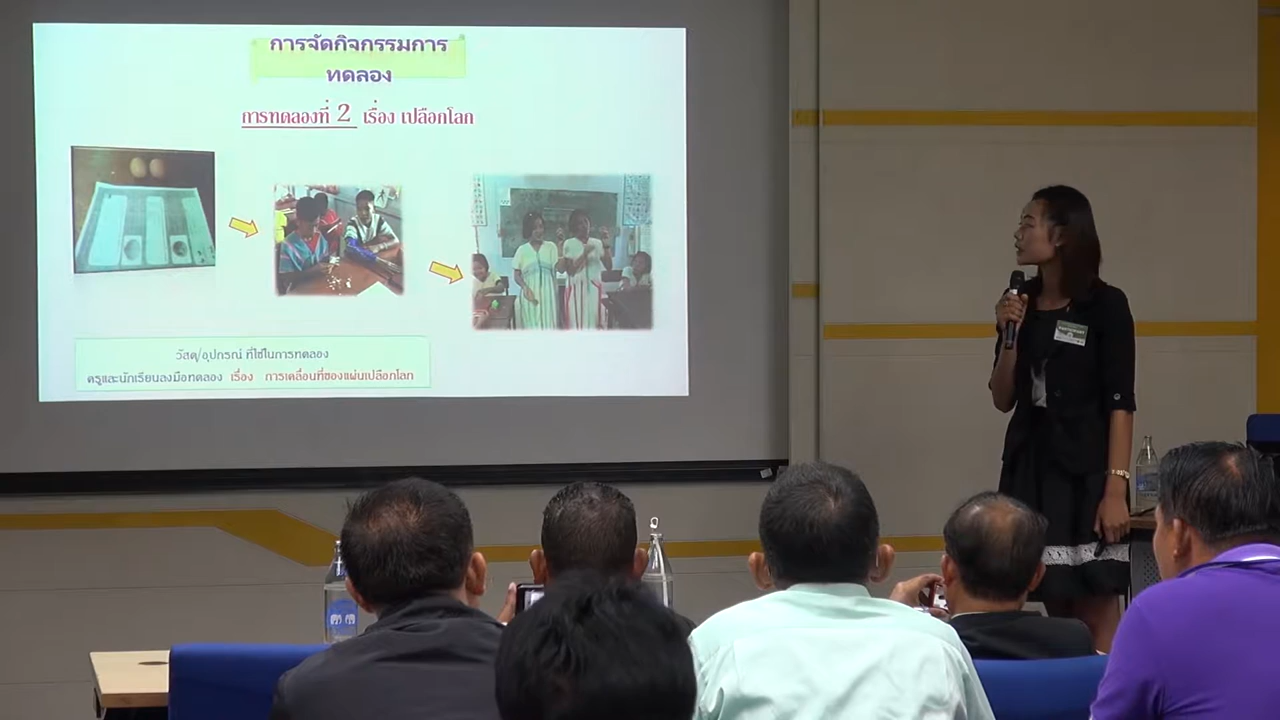 การจัดกิจกรรมการ
ทดลอง
การทดลองที่ 2 เรื่อง เปลือกโลก
วัสดุ/อุปกรณ์ ที่ใช้ในการทดลอง
ครูและนักเรียนลงมือทดลอง เรื่อง การเคลื่อนที่ของแผ่นเปลือกโลก